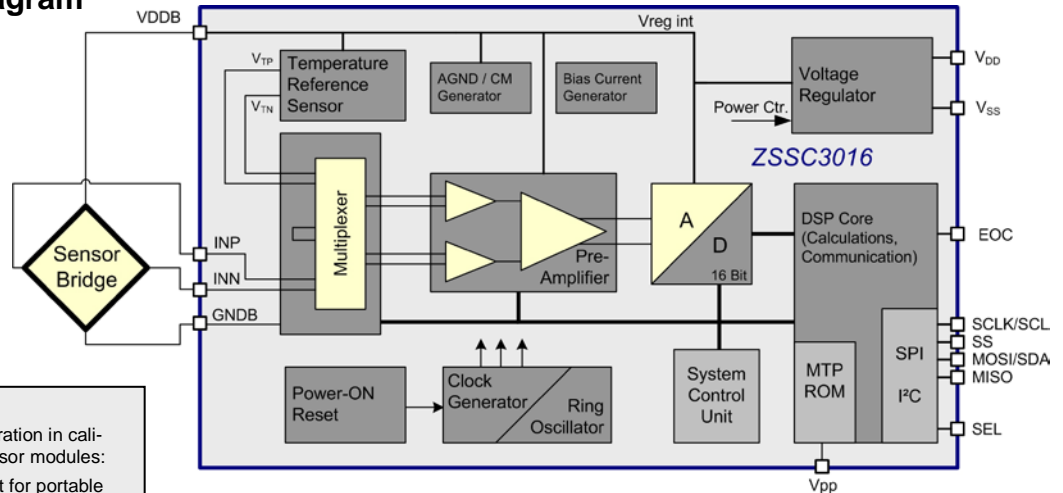 agram
VDDB
Vreg int
VTP
VTN
Temperature
Reference
Sensor
AGND / CM
Generator
Bias Current
Generator
Voltage
Regulator
VDD
VSS
Power Ctr.
ZSSC3016
Sensor
Bridge
INP
INN
GNDB
Multiplexer
Pre-
Amplifier
A
D
16 Bit
DSP Core
(Calculations,
Communication)
EOC
SCLK/SCL
SS
MOSI/SDA
MISO
SEL
SPI
I²C
MTP
ROM
Vpp
System
Control
Unit
Power-ON
Reset
Clock
Generator
Ring
Oscillator
ration in cali-
sor modules:
t for portable